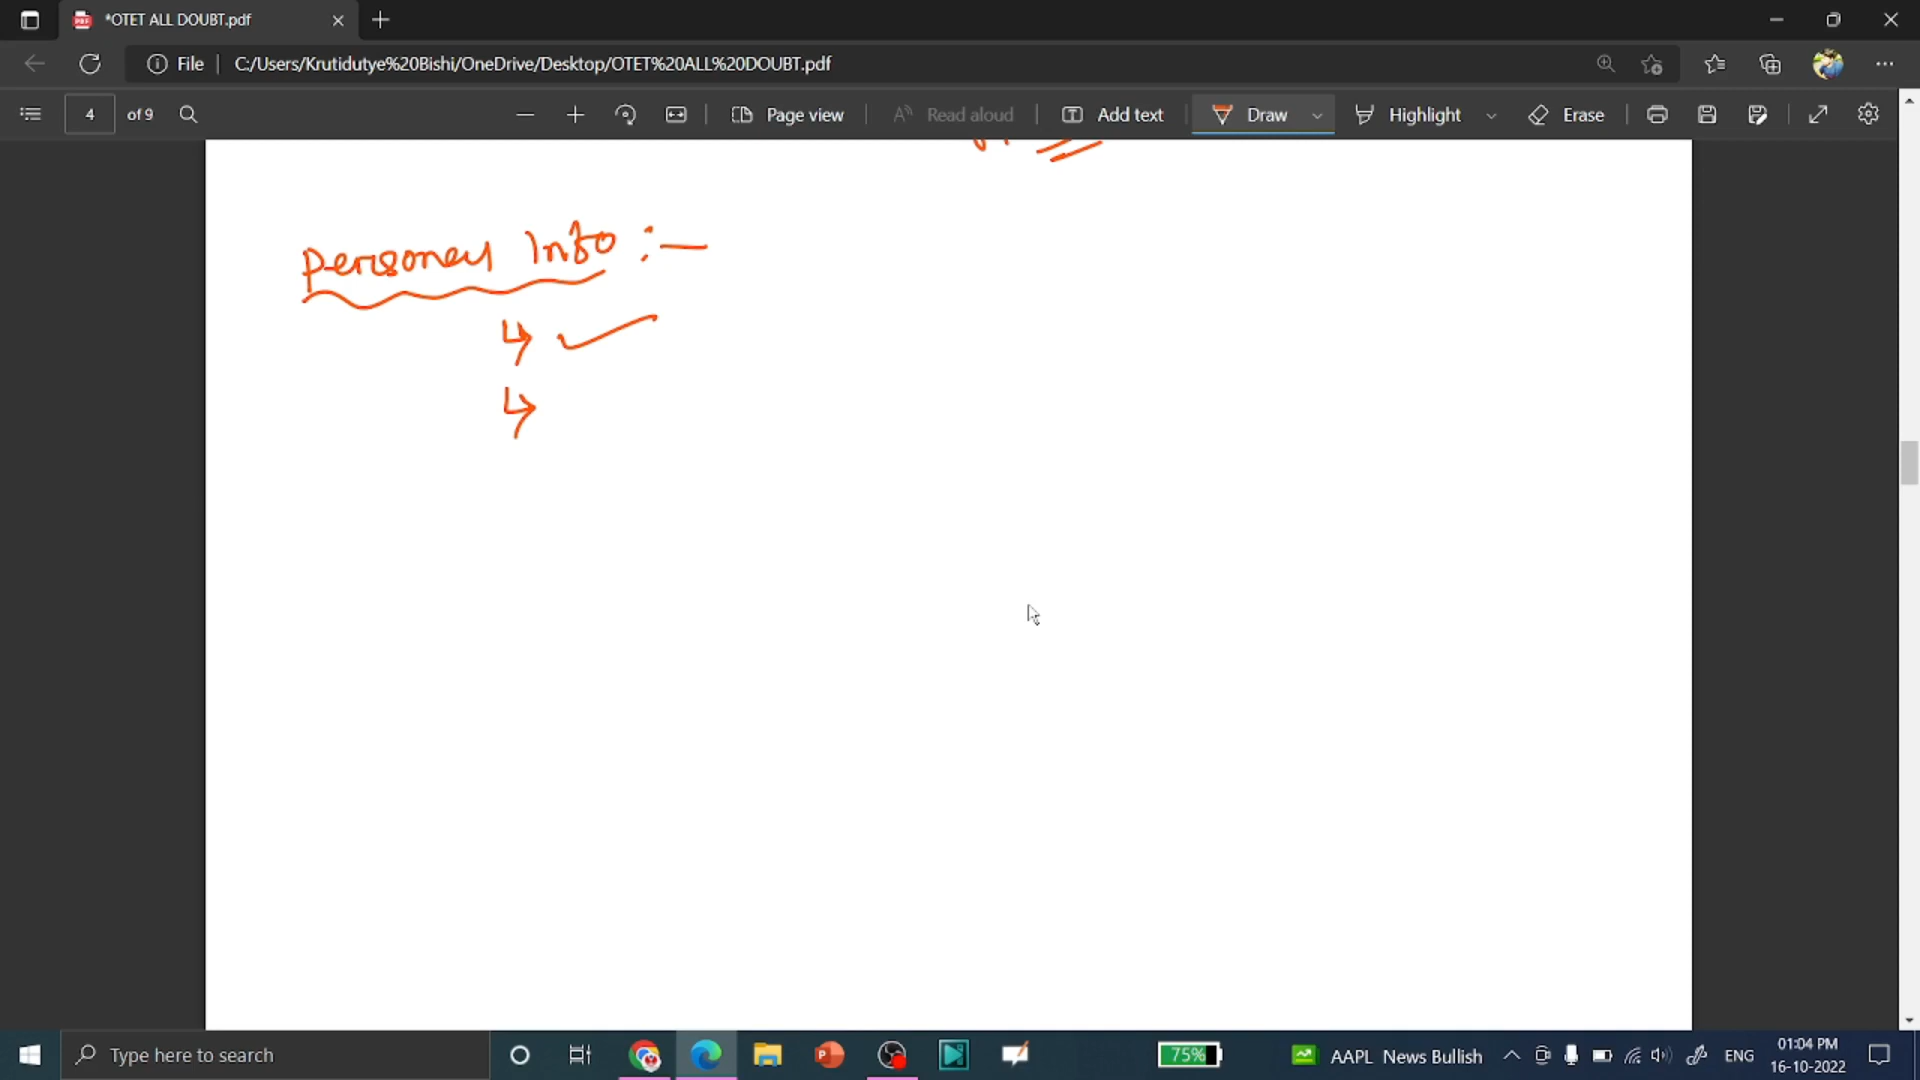 *OTET ALL DOUBT.pdf
File C:/Users/Krutidutye%20Bishi/OneDrive/Desktop/OTET%20ALL%20DOUBT.pdf
4 of 9 Page view Read aloud Add text Draw Highlight Erase
Personal Info :-
Type here to search
75% AAPL News Bullish ENG 01:04 PM
16-10-2022